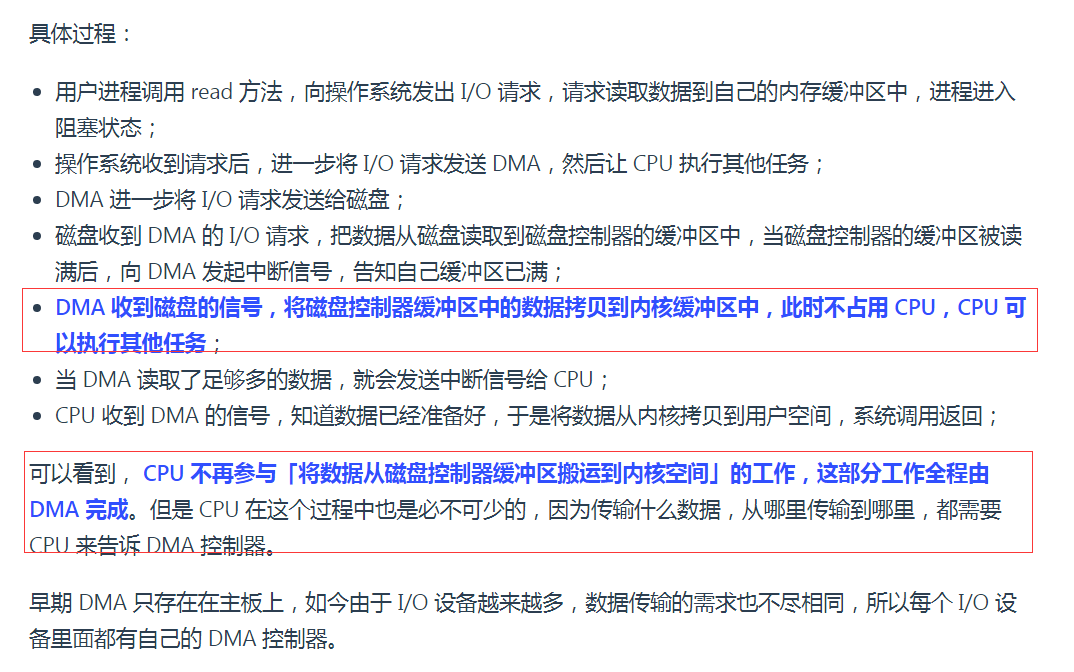 具体过程：
用户进程调用 read 方法，向操作系统发出 I/O 请求，请求读取数据到自己的内存缓冲区中，进程进入
阻塞状态；
操作系统收到请求后，进一步将 I/O 请求发送 DMA，然后让 CPU 执行其他任务；
DMA 进一步将 I/O 请求发送给磁盘；
磁盘收到 DMA 的 I/O 请求，把数据从磁盘读取到磁盘控制器的缓冲区中，当磁盘控制器的缓冲区被读
满后，向 DMA 发起中断信号，告知自己缓冲区已满；
DMA 收到磁盘的信号，将磁盘控制器缓冲区中的数据拷贝到内核缓冲区中，此时不占用 CPU，CPU 可
以执行其他任务；
当 DMA 读取了足够多的数据，就会发送中断信号给 CPU；
CPU 收到 DMA 的信号，知道数据已经准备好，于是将数据从内核拷贝到用户空间，系统调用返回；
可以看到， CPU 不再参与「将数据从磁盘控制器缓冲区搬运到内核空间」的工作，这部分工作全程由
DMA 完成。但是 CPU 在这个过程中也是必不可少的，因为传输什么数据，从哪里传输到哪里，都需要
CPU 来告诉 DMA 控制器。
早期 DMA 只存在在主板上，如今由于 I/O 设备越来越多，数据传输的需求也不尽相同，所以每个 I/O 设
备里面都有自己的 DMA 控制器。